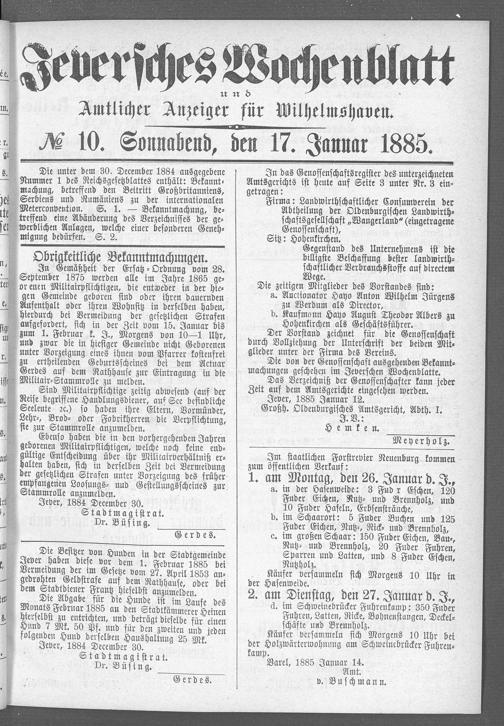 Jeversches Wochenblatt
und
Amtlicher Anzeiger für Wilhelmshaven.
№ 10. Sonnabend, den 17. Januar 1885.
Die unter dem 30. December 1884 ausgegebene
Nummer 1 des Reichsgesetzblattes enthält: Bekannt-
machung, betreffend den Beitritt Großbritanniens,
Serbiens und Rumäniens zu der internationalen
Meterconvention. S. 1. — Bekanntmachung, be-
treffend eine Abänderung des Verzeichnisses der ge-
werblichen Anlagen, welche einer besonderen Geneh-
migung bedürfen. S. 2.
Obrigkeitliche Bekanntmachungen.
In Gemäßheit der Ersatz-Ordnung vom 28.
September 1875 werden alle im Jahre 1865 ge-
borenen Militairpflichtigen, die entweder in der hie-
sigen Gemeinde geboren sind oder ihren dauernden
Aufenthalt oder ihren Wohnsitz in derselben haben,
hierdurch bei Vermeidung der gesetzlichen Strafen
aufgefordert, sich in der Zeit vom 15. Januar bis
zum 1. Februar k. J., Morgens von 10—1 Uhr,
und zwar die in hiesiger Gemeinde nicht Geborenen
unter Vorzeigung eines ihnen vom Pfarrer kostenfrei
zu ertheilenden Geburtsscheines bei dem Actuar
Gerdes auf dem Rathhause zur Eintragung in die
Militair-Stammrolle zu melden.
Sind Militairpflichtige zeitig abwesend (auf der
Reise begriffene Handlungsdiener, auf See befindliche
Seeleute ꝛc.) so haben ihre Eltern, Vormünder,
Lehr-, Brod- oder Fabrikherren die Verpflichtung,
sie zur Stammrolle anzumelden.
Ebenso haben die in den vorhergehenden Jahren
geborenen Militairpflichtigen, welche noch keine end-
gültige Entscheidung über ihr Militairverhältniß er-
halten haben, sich in derselben Zeit bei Vermeidung
der gesetzlichen Strafen unter Vorzeigung des früher
empfangenen Loosungs- und Gestellungsscheines zur
Stammrolle anzumelden.
Jever, 1884 December 30.
Stadtmagistrat.
Dr. Büsing.
Gerdes.
Die Besitzer von Hunden in der Stadtgemeinde
Jever haben diese vor dem 1. Februar 1885 bei
Vermeidung der im Gesetze vom 27. April 1853 an-
gedrohten Geldstrafe auf dem Rathhause, oder bei
dem Stadtdiener Frantz hieselbst anzumelden.
Die Abgabe für die Hunde ist im Laufe des
Monats Februar 1885 an den Stadtkämmerer Heinen
hierselbst zu entrichten, und beträgt dieselbe für einen
Hund 7 Mk. 50 Pf. und für den zweiten und jeden
folgenden Hund derselben Haushaltung 25 Mk.
Jever, 1884 December 30.
Stadtmagistrat.
Dr. Büsing.
Gerdes.
In das Genossenschaftsregister des unterzeichneten
Amtsgerichts ist heute auf Seite 3 unter Nr. 3 ein-
getragen:
Firma: Landwirthschaftlicher Consumverein der
Abtheilung der Oldenburgischen Landwirth-
schaftsgesellschaft „Wangerland" (eingetragene
Genossenschaft),
Sitz: Hohenkirchen.
Gegenstand des Unternehmens ist die
billigste Beschaffung bester landwirth-
schaftlicher Verbrauchsstoffe auf directem
Wege.
Die zeitigen Mitglieder des Vorstandes sind:
a. Auctionator Hayo Anton Wilhelm Jürgens
zu Werdum als Director,
b. Kaufmann Hayo August Theodor Albers zu
Hohenkirchen als Geschäftsführer.
Der Vorstand zeichnet für die Genossenschaft
durch Vollziehung der Unterschrift der beiden Mit-
glieder unter der Firma des Vereins.
Die von der Genossenschaft ausgehenden Bekannt-
machungen geschehen im Jeverschen Wochenblatte.
Das Verzeichniß der Genossenschafter kann jeder
Zeit auf dem Amtsgerichte eingesehen werden.
Jever, 1885 Januar 12.
Großh. Oldenburgisches Amtsgericht, Abth. I.
J. V.:
Hemken.
Meyerholz.
Im staatlichen Forstrevier Neuenburg kommen
zum öffentlichen Verkauf:
1. am Montag, den 26. Januar d. J.,
a. in der Hasenweide: 3 Fuder Eschen, 120
Fuder Eichen, Nutz- und Brennholz, und
10 Fuder Haseln, Erbsensträuche,
b. im Schaarort: 5 Fuder Buchen und 125
Fuder Eichen, Nutz-, Rick- und Brennholz,
c. im großen Schaar: 150 Fuder Eichen, Bau-,
Nutz- und Brennholz, 20 Fuder Fuhren,
Sparren und Latten, und 8 Fuder Eschen,
Nutzholz.
Käufer versammeln sich Morgens 10 Uhr in
der Hasenweide.
2. am Dienstag, den 27. Januar d. J.,
d. im Schweinebrücker Fuhrenkamp: 350 Fuder
Fuhren, Latten, Ricke, Bohnenstangen, Deckel-
schäfte und Brennholz.
Käufer versammeln sich Morgens 10 Uhr bei
der Holzwärterwohnung am Schweinebrücker Fuhren-
kamp.
Varel, 1885 Januar 14.
Amt.
v. Buschmann.